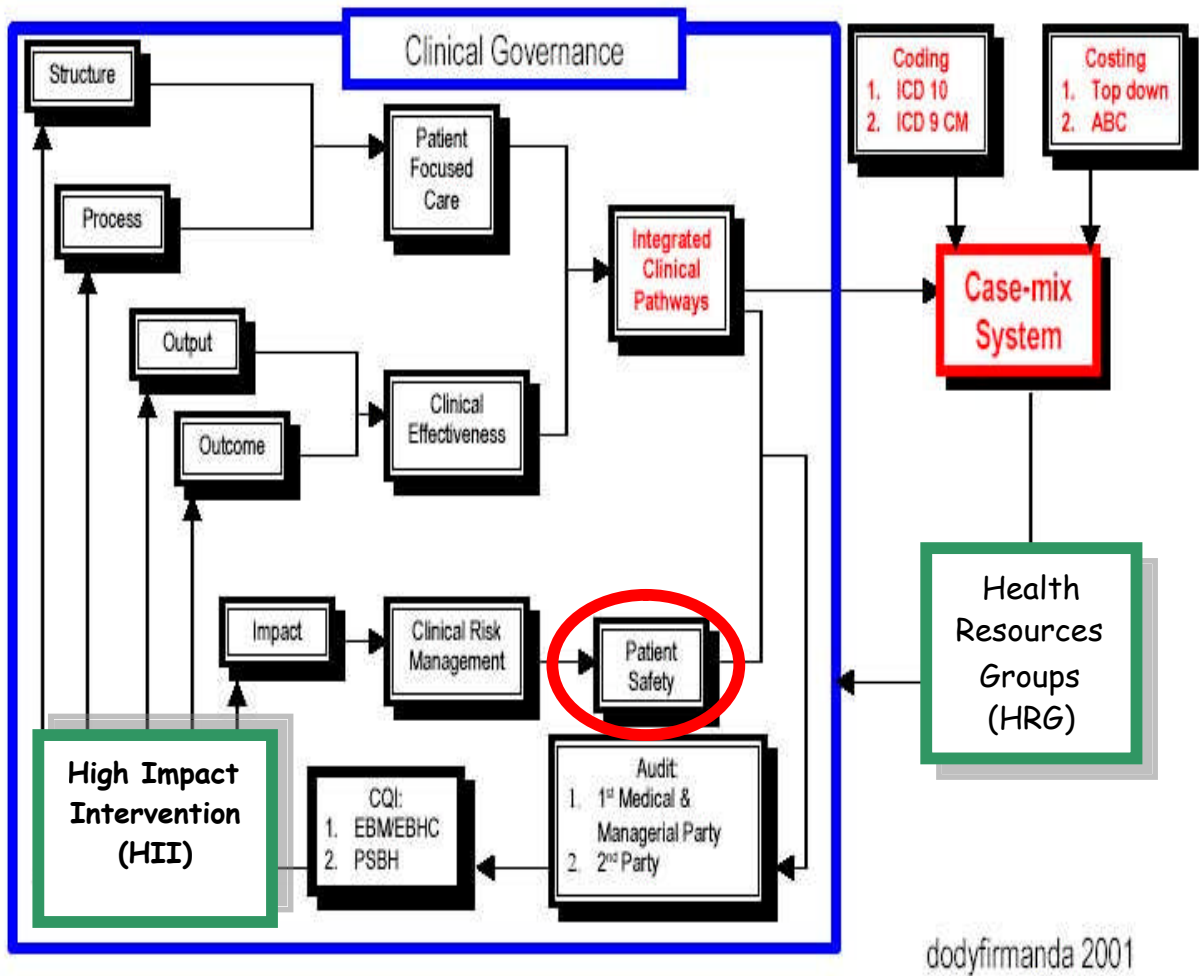 Clinical Governance
Structure
Process
Output
Outcome
Impact
Patient
Focused
Care
Clinical
Effectiveness
Clinical Risk
Management
Integrated
Clinical
Pathways
Patient
Safety
Coding
1. ICD 10
2. ICD 9 CM
Costing
1. Top down
2. ABC
Case-mix
System
Health
Resources
Groups
(HRG)
High Impact
Intervention
(HII)
CQI:
1. EBM/EBHC
2. PSBH
Audit:
1. 1st Medical &
Managerial Party
2. 2nd Party
dodyfirmanda 2001